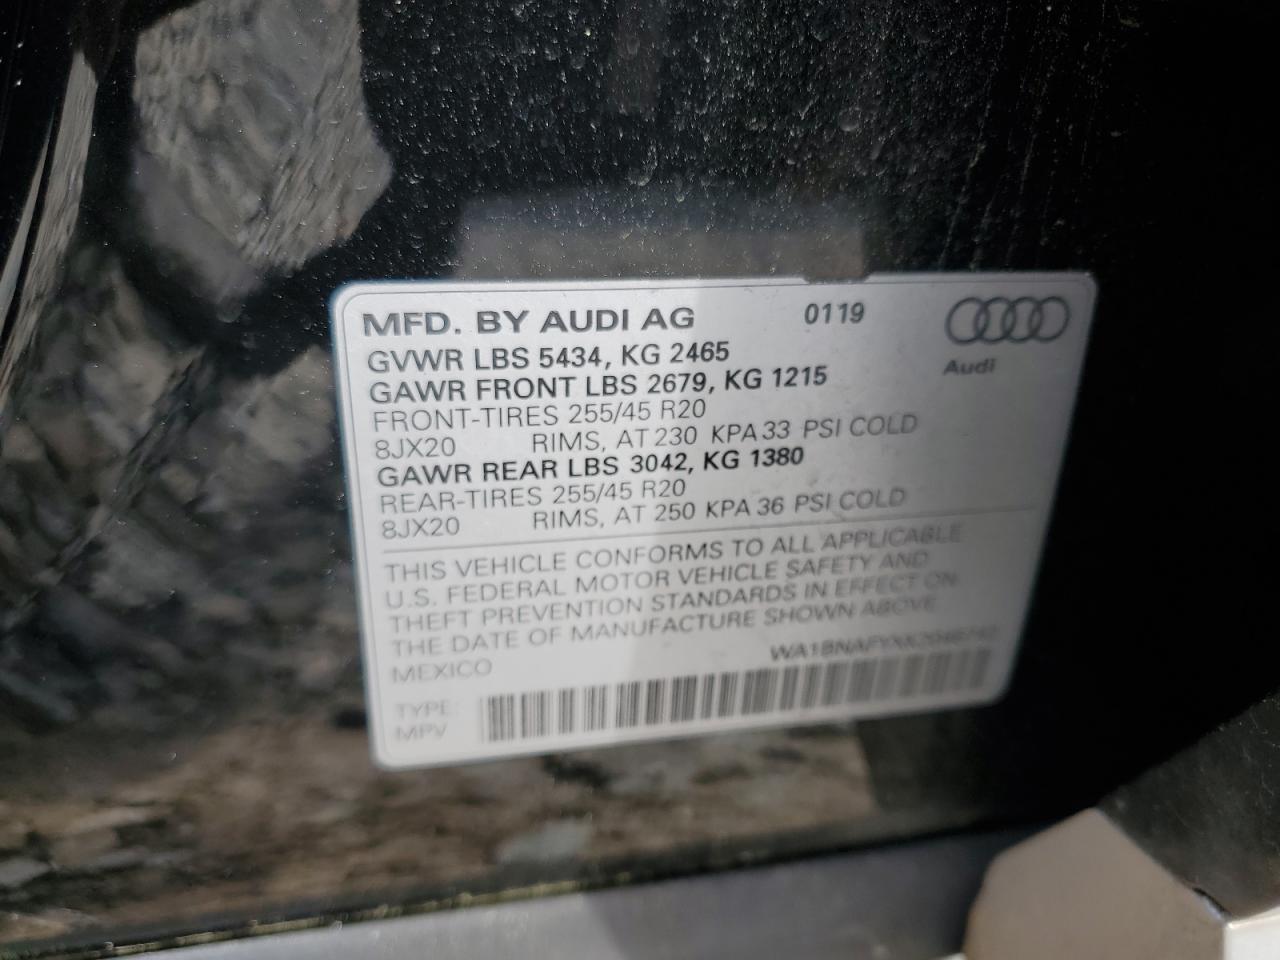 MFD. BY AUDI AG 0119
Audi
GVWR LBS 5434, KG 2465
GAWR FRONT LBS 2679, KG 1215
FRONT-TIRES 255/45 R20
8JX20 RIMS, AT 230 KPA 33 PSI COLD
GAWR REAR LBS 3042, KG 1380
REAR-TIRES 255/45 R20
8JX20 RIMS, AT 250 KPA 36 PSI COLD
THIS VEHICLE CONFORMS TO ALL APPLICABLE
U.S. FEDERAL MOTOR VEHICLE SAFETY AND
THEFT PREVENTION STANDARDS IN EFFECT ON
THE DATE OF MANUFACTURE SHOWN ABOVE
MEXICO
TYPE:
MPV